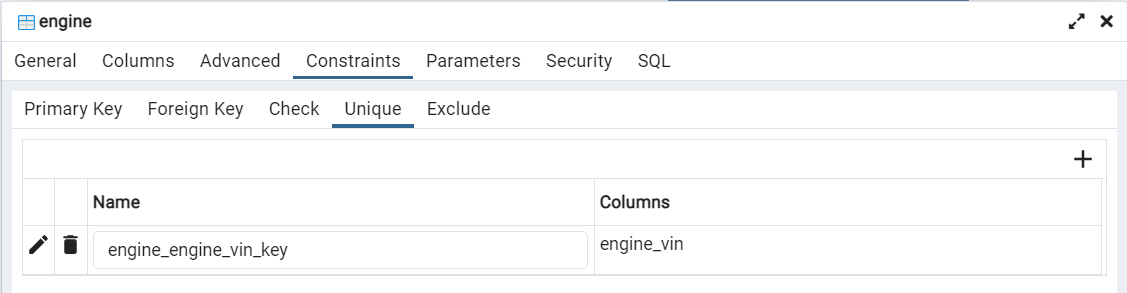 engine
General Columns Advanced Constraints Parameters Security SQL
Primary Key Foreign Key Check Unique Exclude
Name Columns
engine_engine_vin_key engine_vin